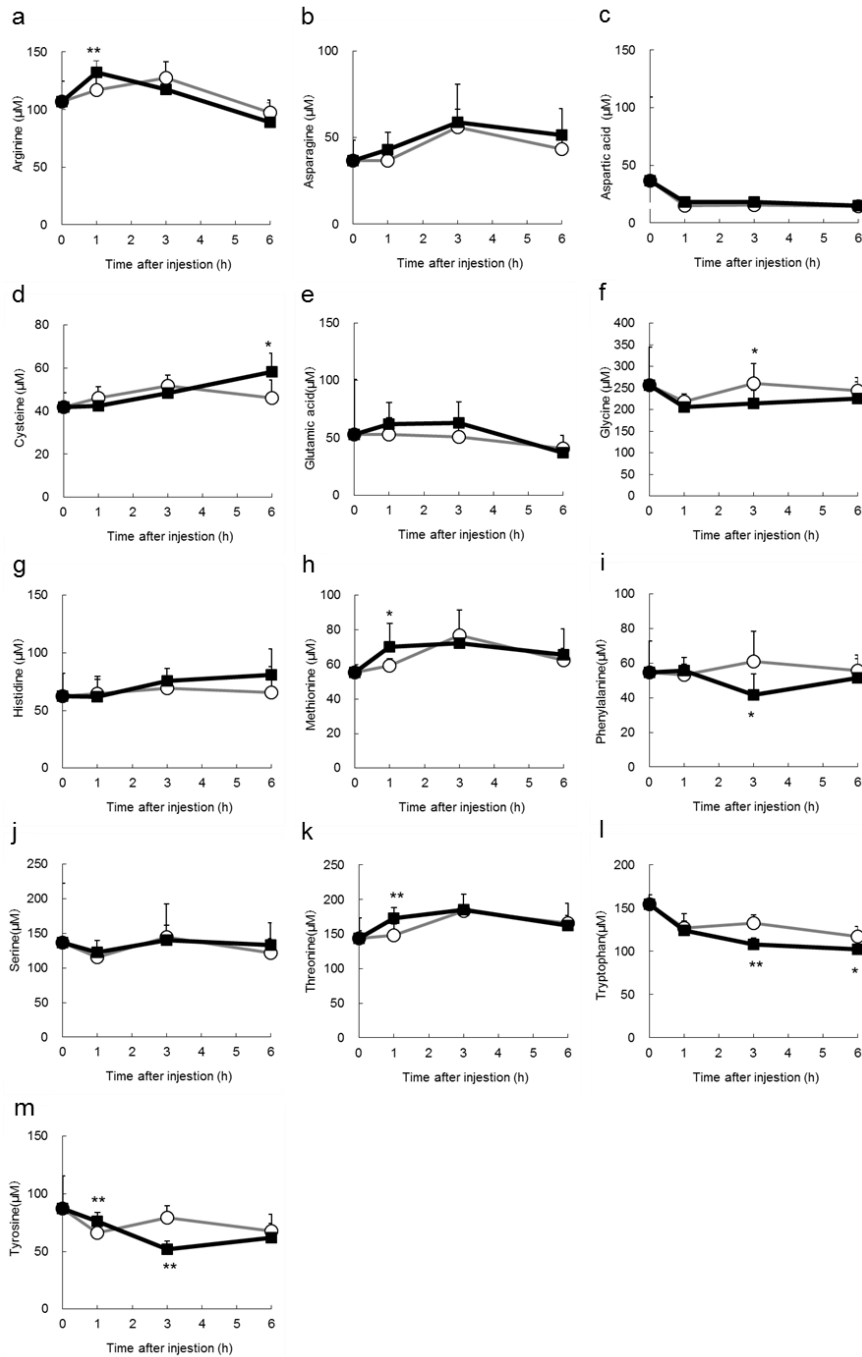 a
**
150
100
50
0
Arginine (µM)
0 1 2 3 4 5 6
Time after injection (h)
b
100
50
0
Asparagine (µM)
0 1 2 3 4 5 6
Time after injection (h)
c
150
100
50
0
Aspartic acid (µM)
0 1 2 3 4 5 6
Time after injection (h)
d
*
80
60
40
20
0
Cysteine (µM)
0 1 2 3 4 5 6
Time after injection (h)
e
150
100
50
0
Glutamic acid(µM)
0 1 2 3 4 5 6
Time after injection (h)
f
*
400
350
300
250
200
150
100
50
0
Glycine (µM)
0 1 2 3 4 5 6
Time after injection (h)
g
150
100
50
0
Histidine (µM)
0 1 2 3 4 5 6
Time after injection (h)
h
*
100
80
60
40
20
0
Methionine (µM)
0 1 2 3 4 5 6
Time after injection (h)
i
*
100
80
60
40
20
0
Phenylalanine(µM)
0 1 2 3 4 5 6
Time after injection (h)
j
250
200
150
100
50
0
Serine(µM)
0 1 2 3 4 5 6
Time after injection (h)
k
**
250
200
150
100
50
0
Threonine(µM)
0 1 2 3 4 5 6
Time after injection (h)
l
** *
200
150
100
50
0
Tryptophan(µM)
0 1 2 3 4 5 6
Time after injection (h)
m
**
**
150
100
50
0
Tyrosine(µM)
0 1 2 3 4 5 6
Time after injection (h)